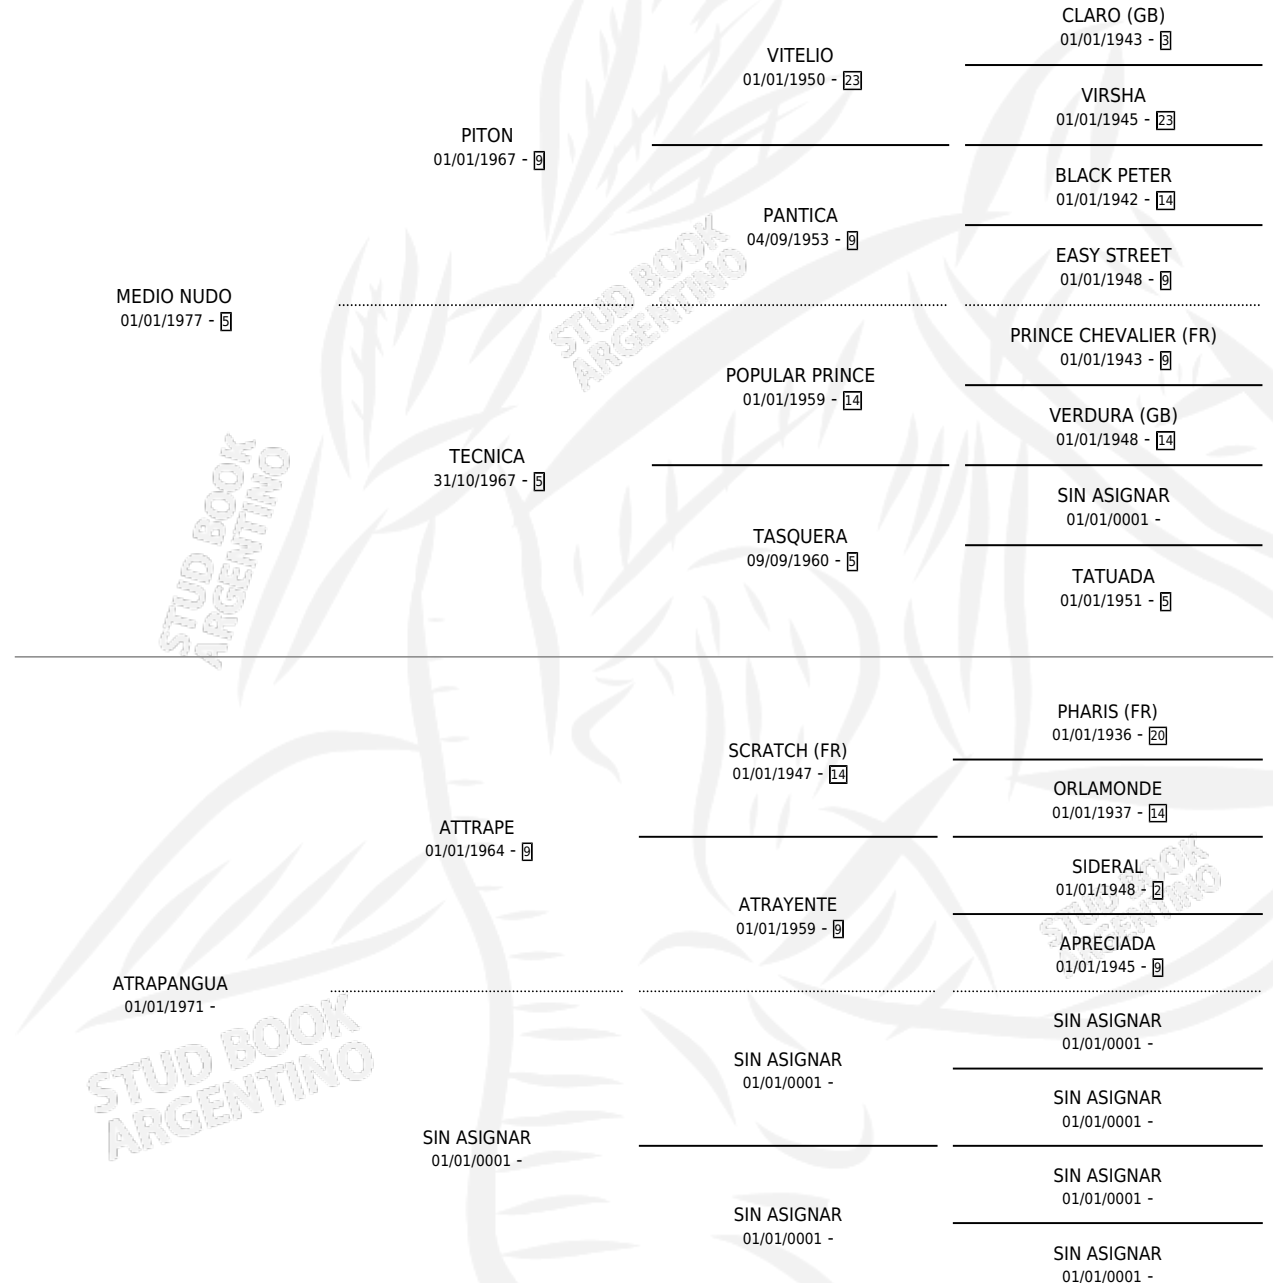 CLARO (GB)
01/01/1943 - 3
VITELIO
01/01/1950 - 23
VIRSHA
01/01/1945 - 23
PITON
01/01/1967 - 9
BLACK PETER
01/01/1942 - 14
PANTICA
04/09/1953 - 9
EASY STREET
01/01/1948 - 9
MEDIO NUDO
01/01/1977 - 5
PRINCE CHEVALIER (FR)
01/01/1943 - 9
POPULAR PRINCE
01/01/1959 - 14
VERDURA (GB)
01/01/1948 - 14
TECNICA
31/10/1967 - 5
SIN ASIGNAR
01/01/0001 -
TASQUERA
09/09/1960 - 5
TATUADA
01/01/1951 - 5
STUD BOOK
ARGENTINO
STUD BOOK
ARGENTINO
PHARIS (FR)
01/01/1936 - 20
SCRATCH (FR)
01/01/1947 - 14
ORLAMONDE
01/01/1937 - 14
ATTRAPE
01/01/1964 - 9
SIDERAL
01/01/1948 - 2
ATRAYENTE
01/01/1959 - 9
APRECIADA
01/01/1945 - 9
STUD BOOK
ARGENTINO
ATRAPANGUA
01/01/1971 -
SIN ASIGNAR
01/01/0001 -
SIN ASIGNAR
01/01/0001 -
SIN ASIGNAR
01/01/0001 -
STUD BOOK
ARGENTINO
SIN ASIGNAR
01/01/0001 -
SIN ASIGNAR
01/01/0001 -
SIN ASIGNAR
01/01/0001 -
SIN ASIGNAR
01/01/0001 -